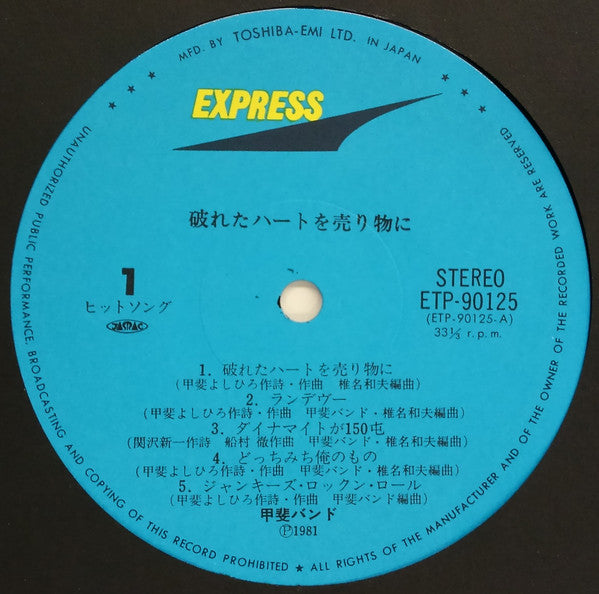 MFD. BY TOSHIBA-EMI LTD. IN JAPAN
EXPRESS
破れたハートを売り物に
1
ヒットソング
JASRAC
STEREO
ETP-90125
(ETP-90125-A)
33⅓ r.p.m.
1. 破れたハートを売り物に
(甲斐よしひろ作詩・作曲 椎名和夫編曲)
2. ランデヴー
(甲斐よしひろ作詩・作曲 甲斐バンド・椎名和夫編曲)
3. ダイナマイトが150屯
(関沢新一作詩 船村 徹作曲 甲斐バンド・椎名和夫編曲)
4. どっちみち俺のもの
(甲斐よしひろ作詩・作曲 甲斐バンド・椎名和夫編曲)
5. ジャンキーズ・ロックン・ロール
(甲斐よしひろ作詩・作曲 甲斐バンド編曲)
甲斐バンド
Ⓟ1981
UNAUTHORIZED PUBLIC PERFORMANCE, BROADCASTING AND COPYING OF THIS RECORD PROHIBITED ★ ALL RIGHTS OF THE MANUFACTURER AND OF THE OWNER OF THE RECORDED WORK ARE RESERVED